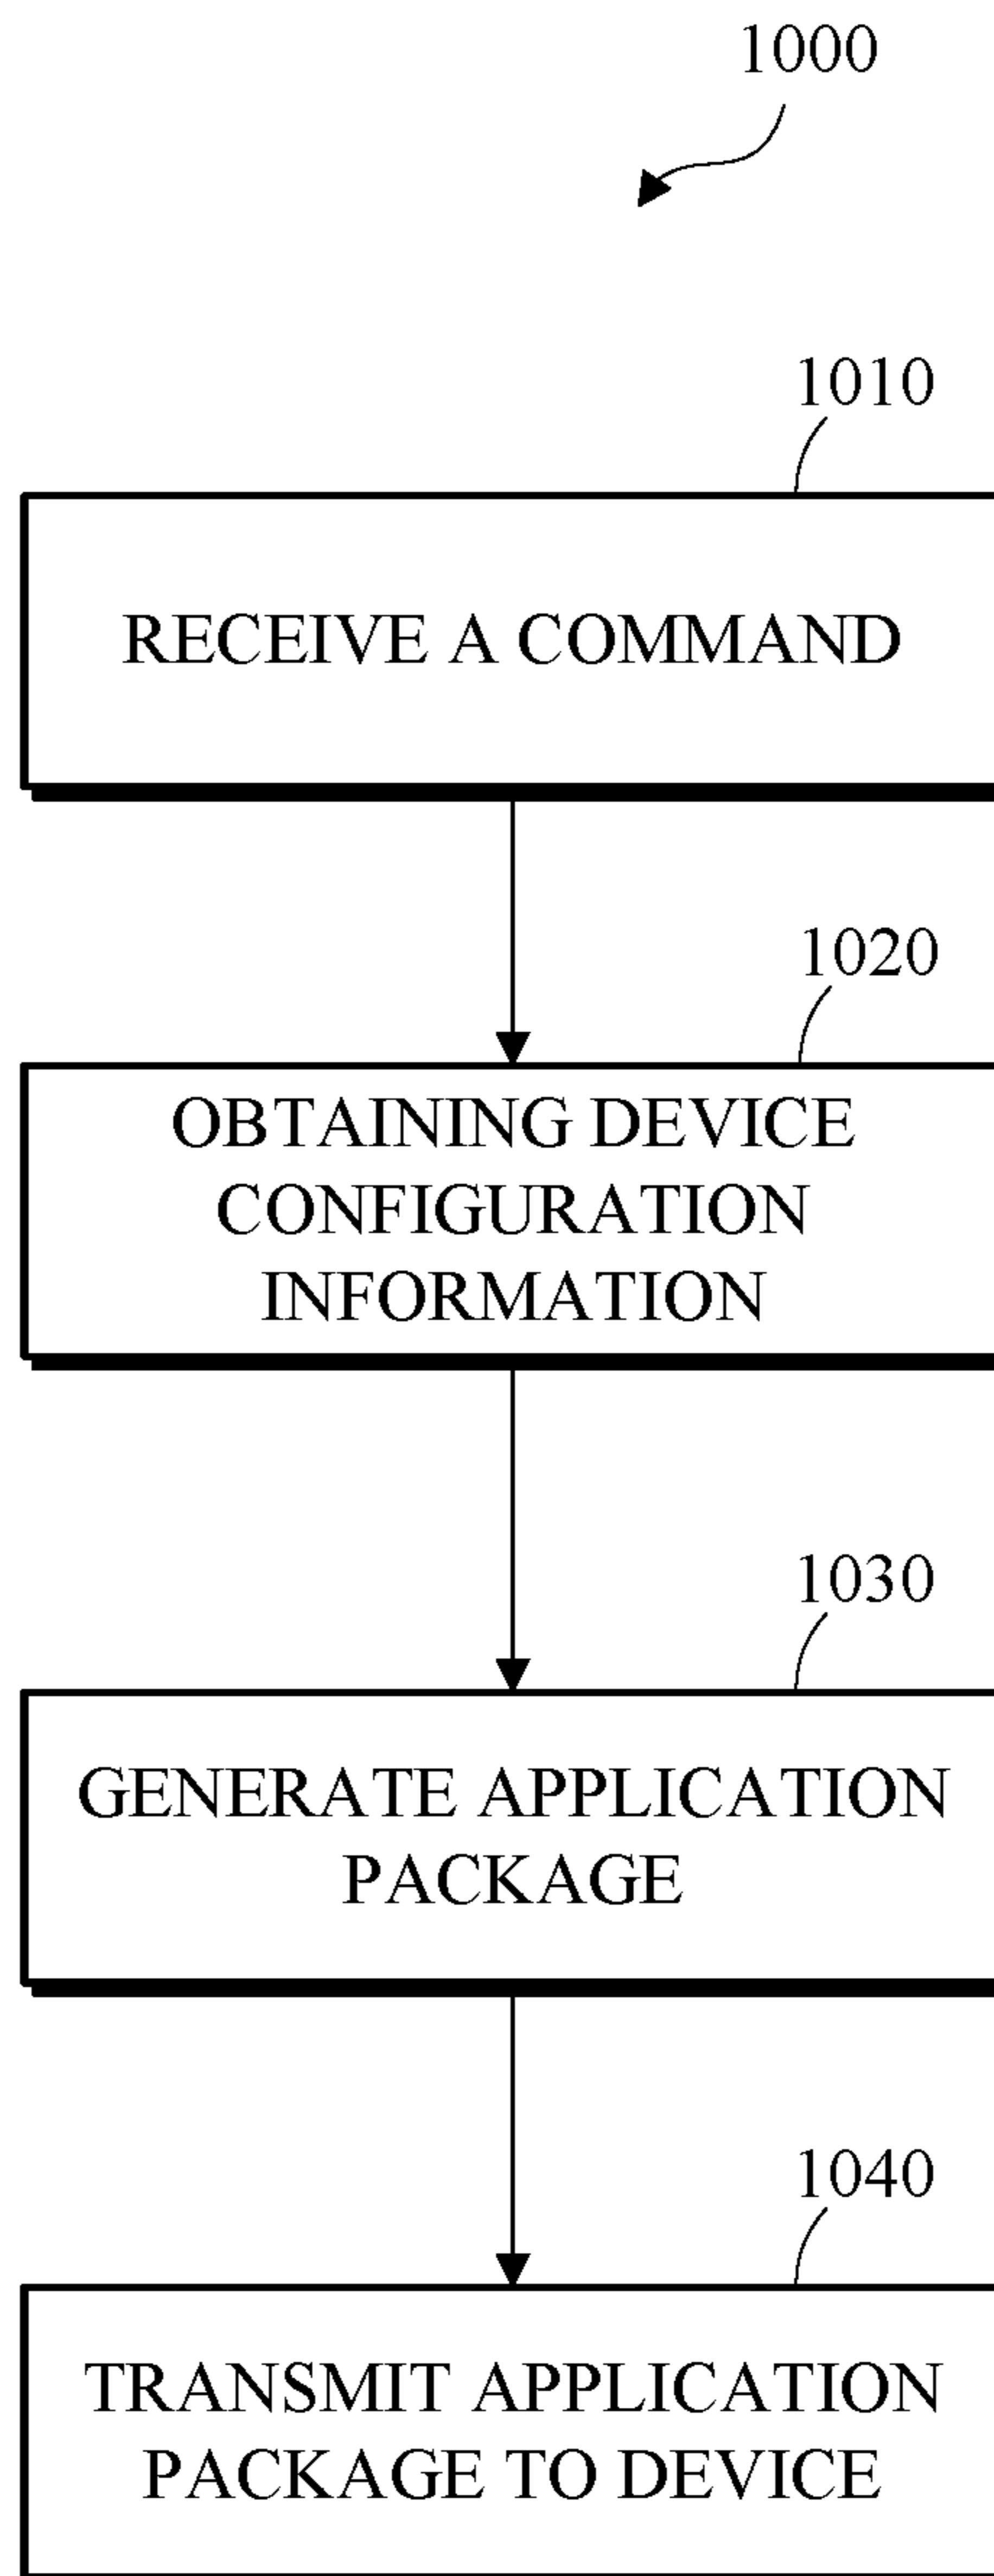 1000
1010
RECEIVE A COMMAND
1020
OBTAINING DEVICE
CONFIGURATION
INFORMATION
1030
GENERATE APPLICATION
PACKAGE
1040
TRANSMIT APPLICATION
PACKAGE TO DEVICE